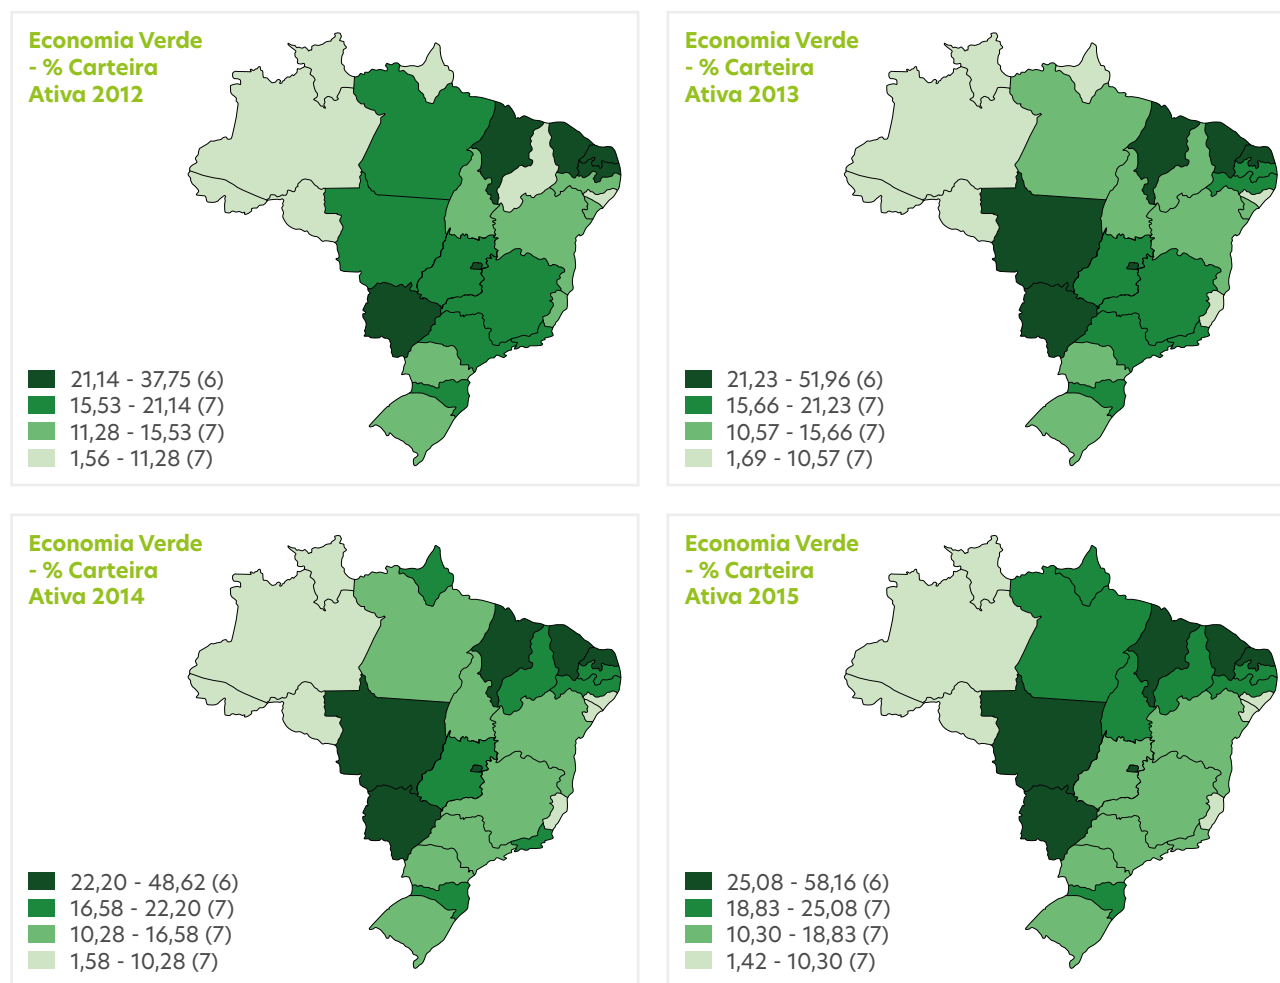 Economia Verde
- % Carteira
Ativa 2012
21,14 - 37,75 (6)
15,53 - 21,14 (7)
11,28 - 15,53 (7)
1,56 - 11,28 (7)
Economia Verde
- % Carteira
Ativa 2013
21,23 - 51,96 (6)
15,66 - 21,23 (7)
10,57 - 15,66 (7)
1,69 - 10,57 (7)
Economia Verde
- % Carteira
Ativa 2014
22,20 - 48,62 (6)
16,58 - 22,20 (7)
10,28 - 16,58 (7)
1,58 - 10,28 (7)
Economia Verde
- % Carteira
Ativa 2015
25,08 - 58,16 (6)
18,83 - 25,08 (7)
10,30 - 18,83 (7)
1,42 - 10,30 (7)